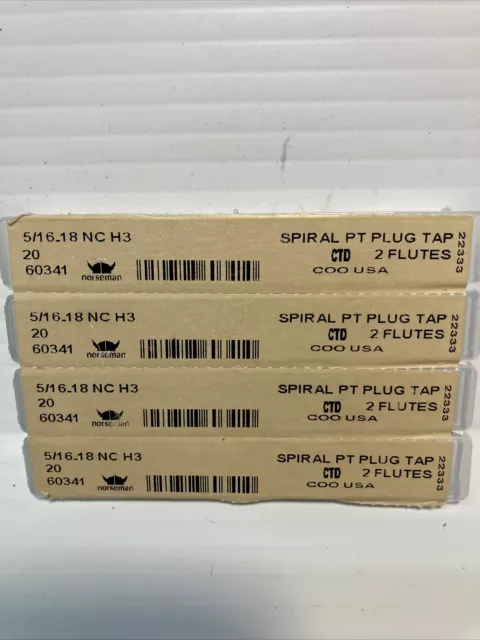 5/16.18 NC H3 SPIRAL PT PLUG TAP
20 CTD 2 FLUTES
60341 norseman COO USA
22333
5/16.18 NC H3 SPIRAL PT PLUG TAP
20 CTD 2 FLUTES
60341 norseman COO USA
22333
5/16.18 NC H3 SPIRAL PT PLUG TAP
20 CTD 2 FLUTES
60341 norseman COO USA
22333
5/16.18 NC H3 SPIRAL PT PLUG TAP
20 CTD 2 FLUTES
60341 norseman COO USA
22333